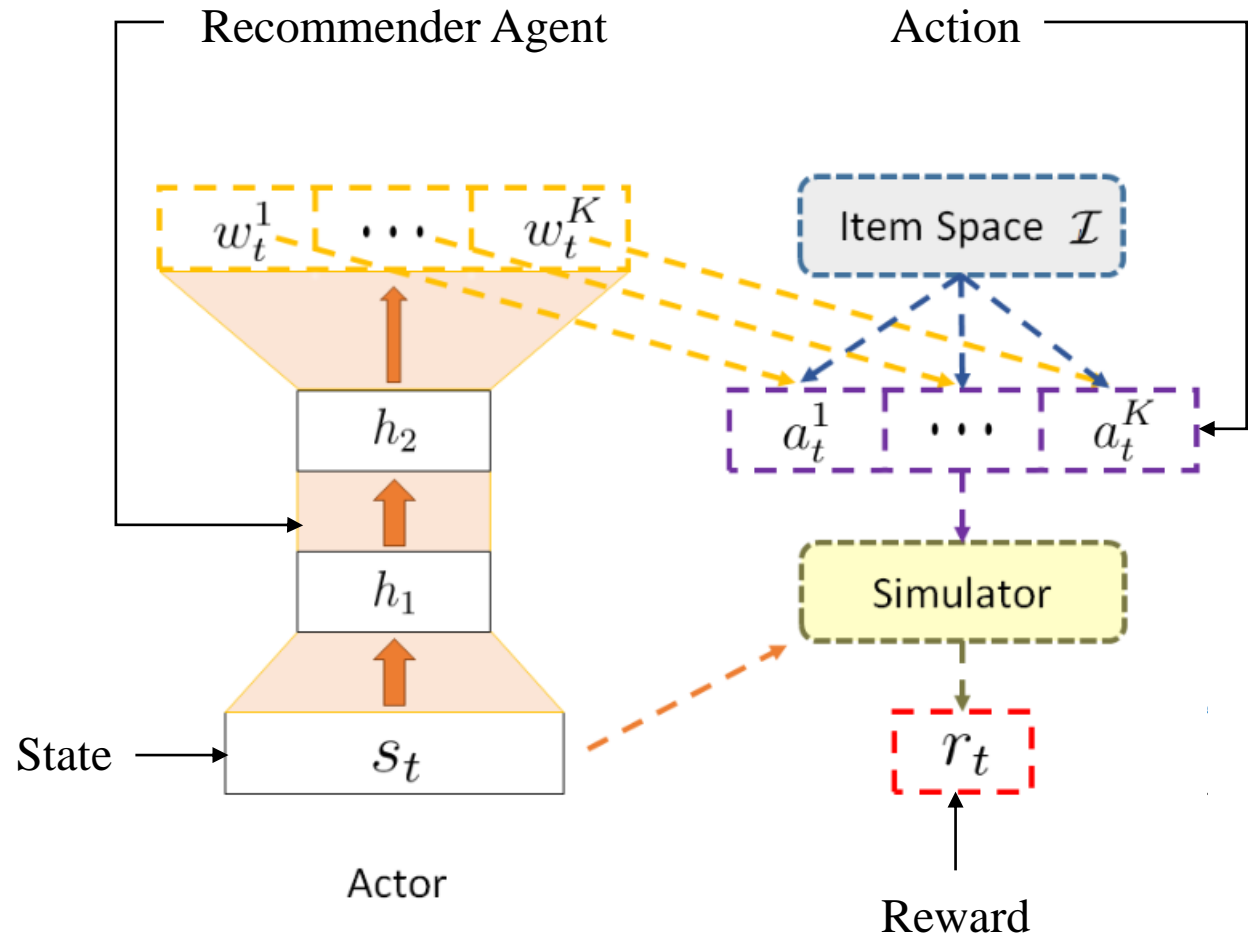 Recommender Agent
Action
w_t^1 ... w_t^K
Item Space 𝓘
h_2
a_t^1 ... a_t^K
h_1
Simulator
State
s_t
r_t
Actor
Reward